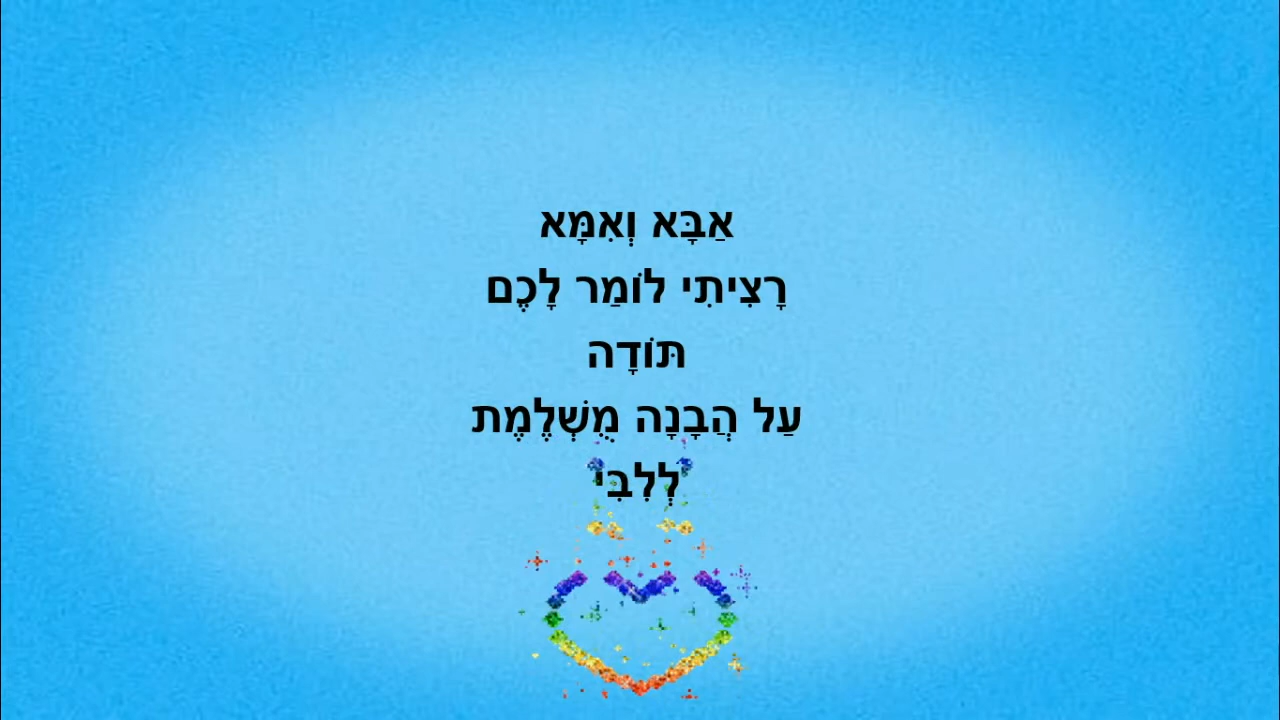 אַבָּא וְאִמָּא
רָצִיתִי לוֹמַר לָכֶם
תּוֹדָה
עַל הֲבָנָה מֻשְׁלֶמֶת
לְלִבִּי